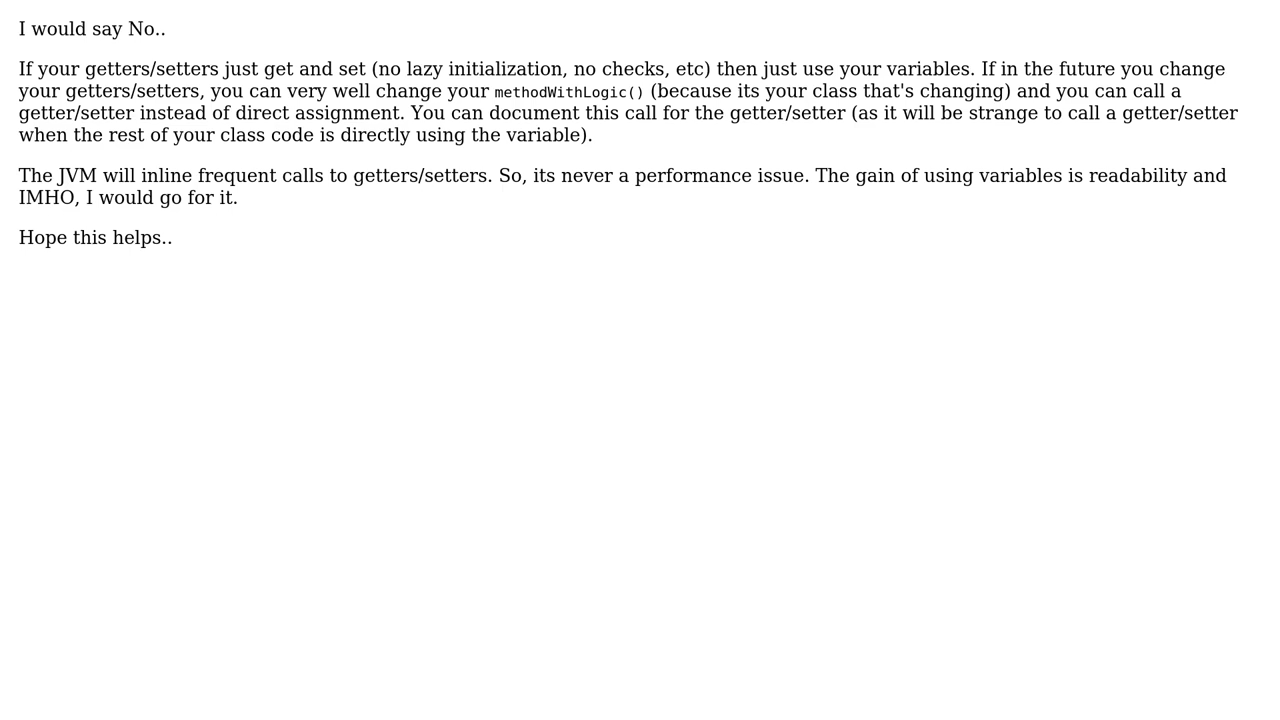 I would say No..
If your getters/setters just get and set (no lazy initialization, no checks, etc) then just use your variables. If in the future you change
your getters/setters, you can very well change your methodWithLogic() (because its your class that's changing) and you can call a
getter/setter instead of direct assignment. You can document this call for the getter/setter (as it will be strange to call a getter/setter
when the rest of your class code is directly using the variable).
The JVM will inline frequent calls to getters/setters. So, its never a performance issue. The gain of using variables is readability and
IMHO, I would go for it.
Hope this helps..